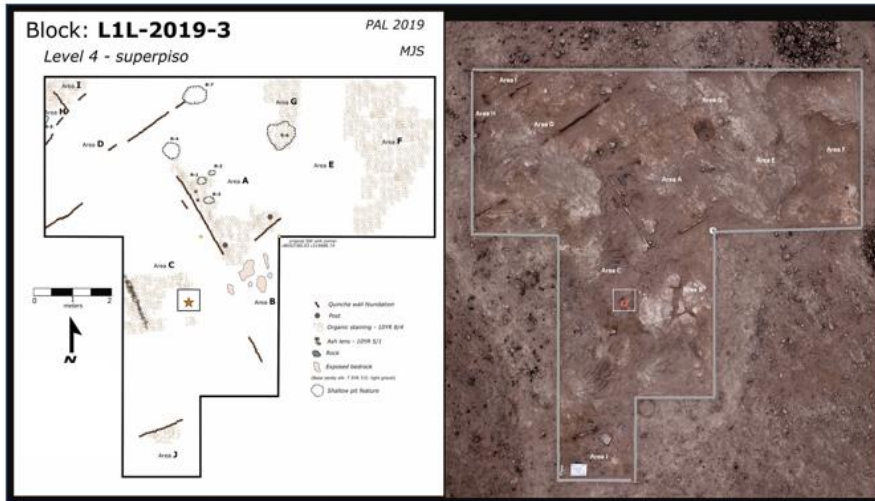 Block: L1L-2019-3
PAL 2019
Level 4 - superpiso
MJS
Area I
Area H
Area D
Area G
Area F
Area E
Area A
Area C
Area B
Area J
0 1 2
meters
N
Quincha wall foundation
Post
Organic staining - 10YR 8/4
Ash lens - 10YR 5/1
Rock
Exposed bedrock
Shallow pit feature
Area I
Area H
Area D
Area G
Area F
Area E
Area A
Area C
Area J